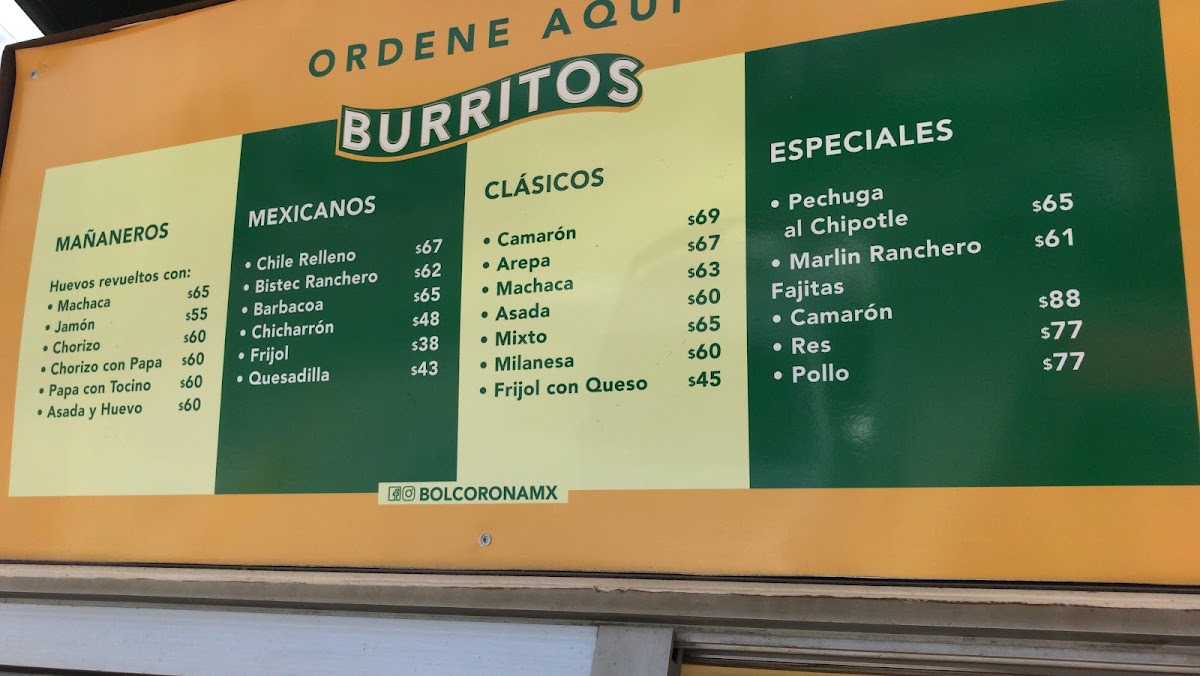 ORDENE AQUÍ
BURRITOS
MAÑANEROS
Huevos revueltos con:
• Machaca $65
• Jamón $55
• Chorizo $60
• Chorizo con Papa $60
• Papa con Tocino $60
• Asada y Huevo $60
MEXICANOS
• Chile Relleno $67
• Bistec Ranchero $62
• Barbacoa $65
• Chicharrón $48
• Frijol $38
• Quesadilla $43
CLÁSICOS
• Camarón $69
• Arepa $67
• Machaca $63
• Asada $60
• Mixto $65
• Milanesa $60
• Frijol con Queso $45
ESPECIALES
• Pechuga
al Chipotle $65
• Marlin Ranchero $61
Fajitas
• Camarón $88
• Res $77
• Pollo $77
BOLCORONAMX